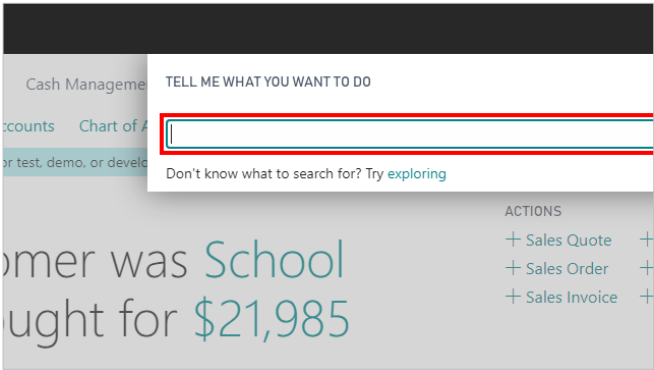 TELL ME WHAT YOU WANT TO DO
Cash Manageme
ccounts Chart of A
or test, demo, or develo
Don't know what to search for? Try exploring
ACTIONS
+ Sales Quote +
+ Sales Order +
+ Sales Invoice +
omer was School
ought for $21,985